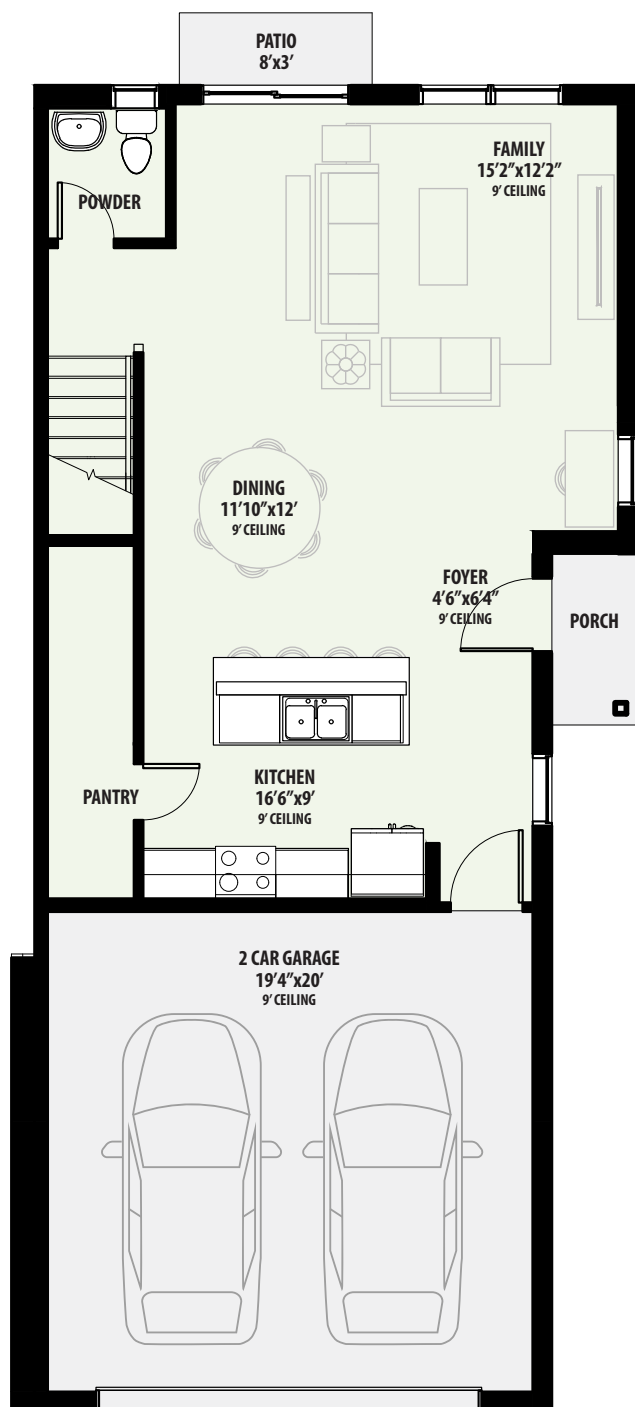 PATIO
8'x3'
FAMILY
15'2"x12'2"
9' CEILING
POWDER
DINING
11'10"x12'
9' CEILING
FOYER
4'6"x6'4"
9' CEILING
PORCH
KITCHEN
16'6"x9'
9' CEILING
PANTRY
2 CAR GARAGE
19'4"x20'
9' CEILING